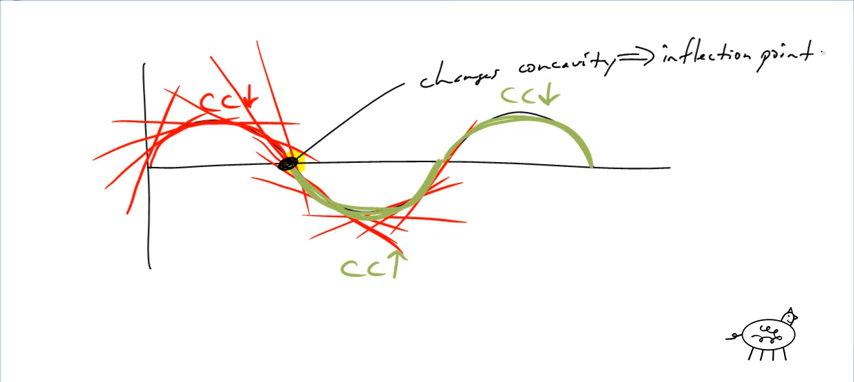 changes concavity ⟹ inflection point.
CC↓
CC↓
CC↑